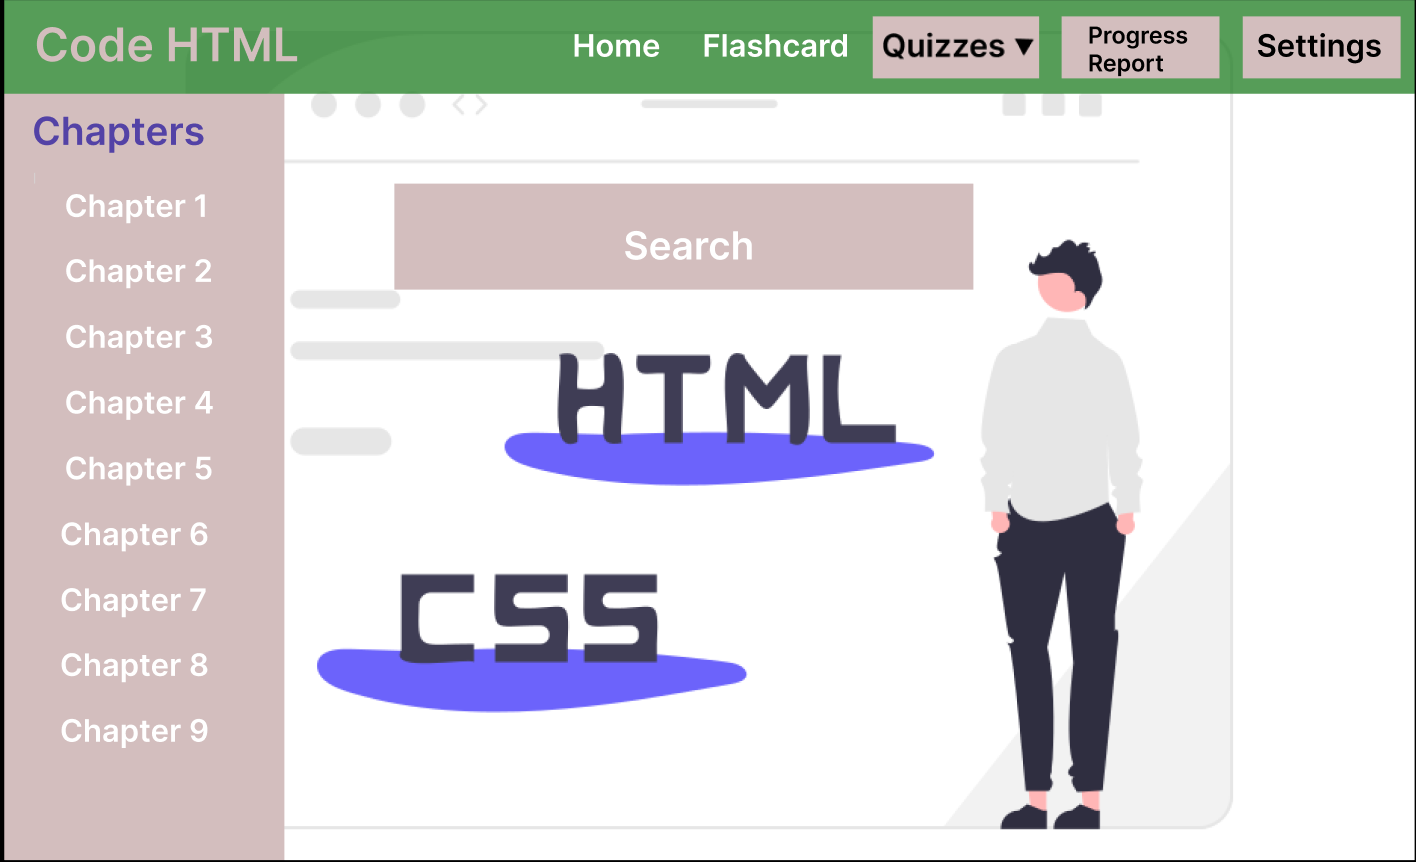 Code HTML
Home
Flashcard
Quizzes ▼
Progress
Report
Settings
Chapters
Chapter 1
Chapter 2
Chapter 3
Chapter 4
Chapter 5
Chapter 6
Chapter 7
Chapter 8
Chapter 9
Search
HTML
CSS